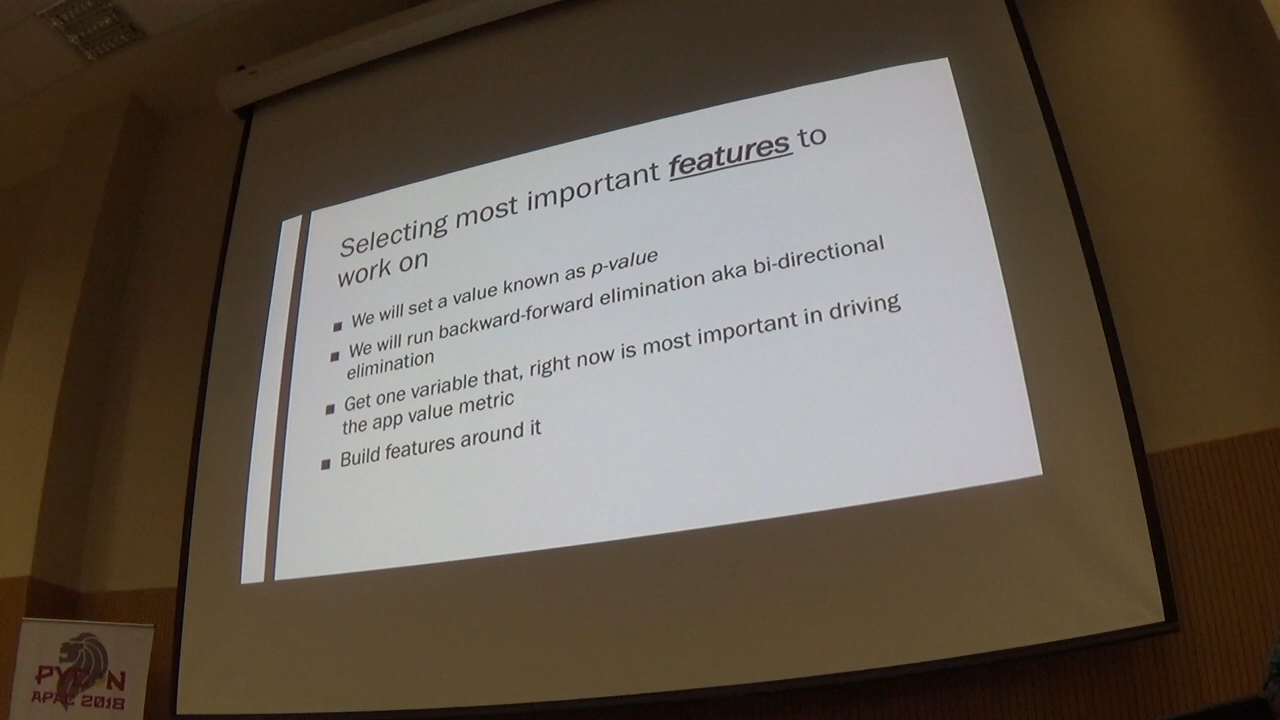 Selecting most important features to
work on
■ We will set a value known as p-value
■ We will run backward-forward elimination aka bi-directional
elimination
■ Get one variable that, right now is most important in driving
the app value metric
■ Build features around it
PYCON
APAC 2018